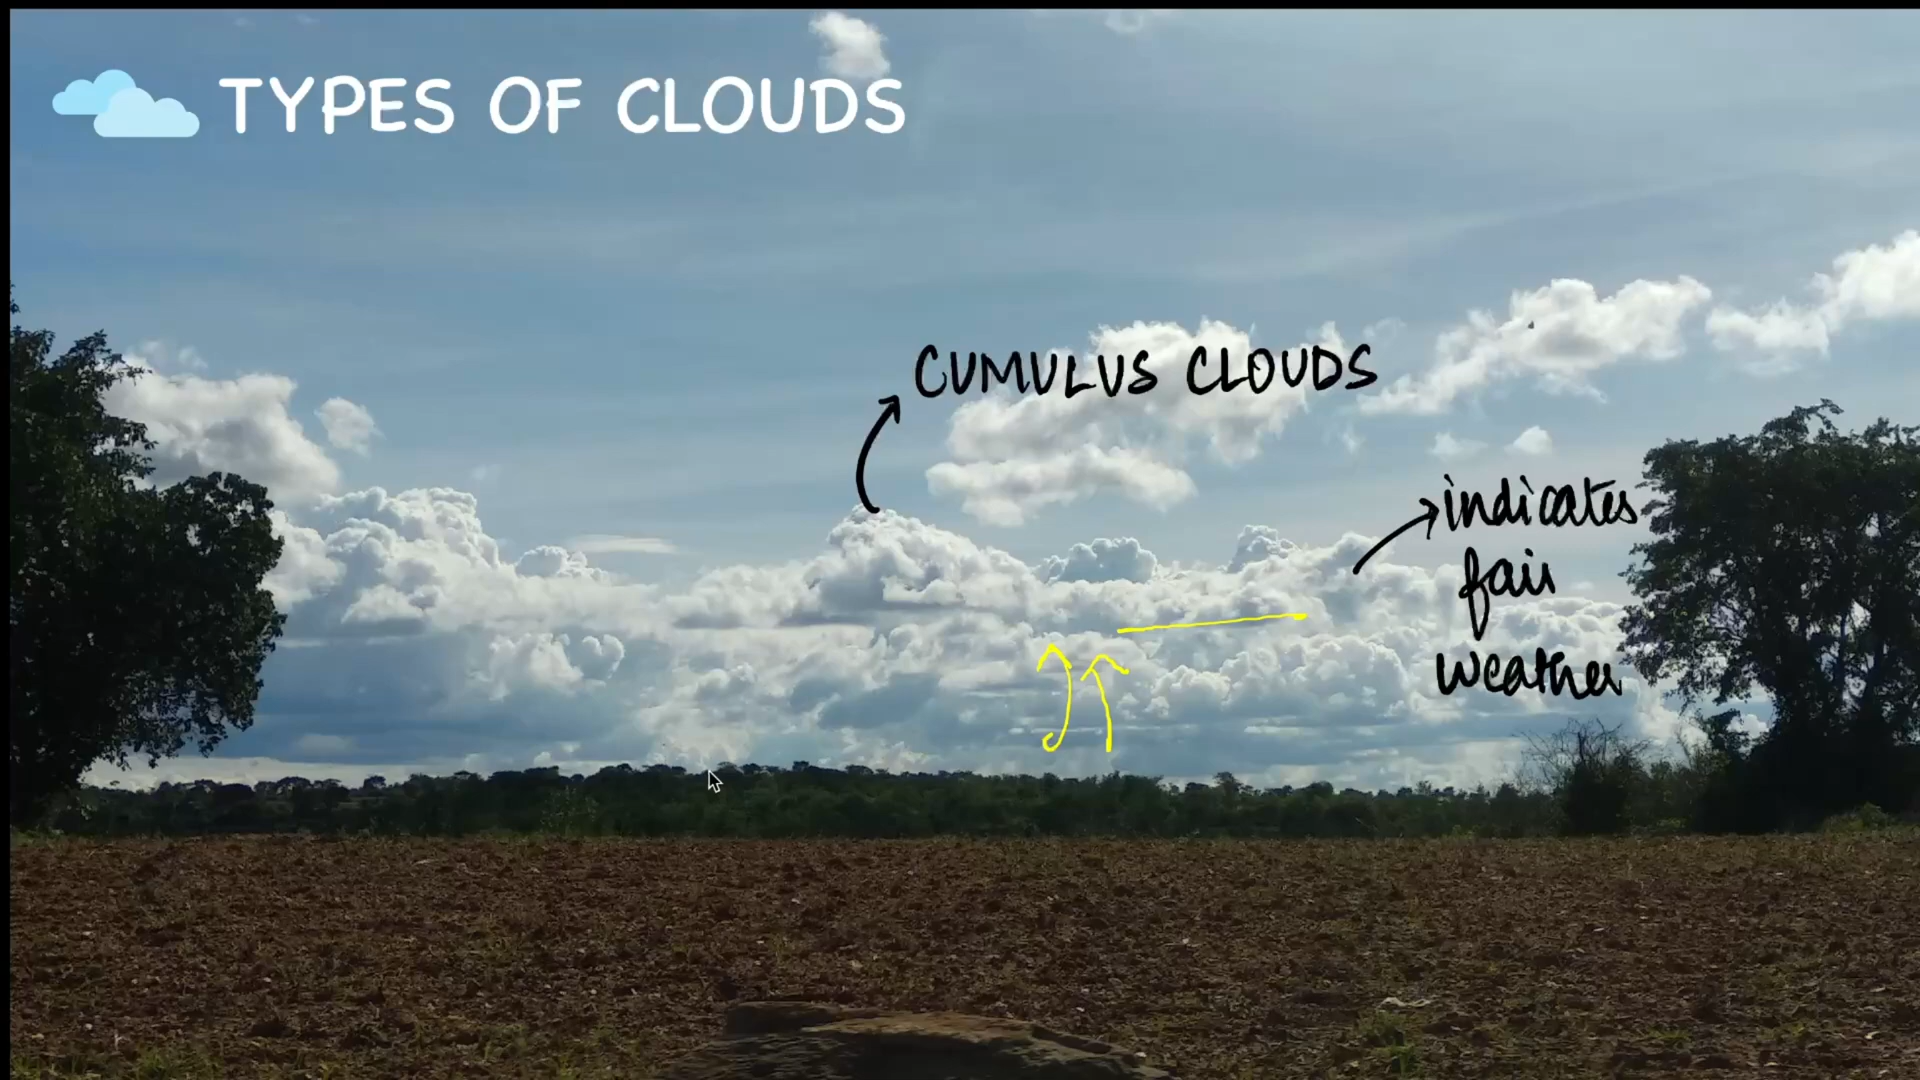 TYPES OF CLOUDS
CUMULUS CLOUDS
indicates
fair
weather